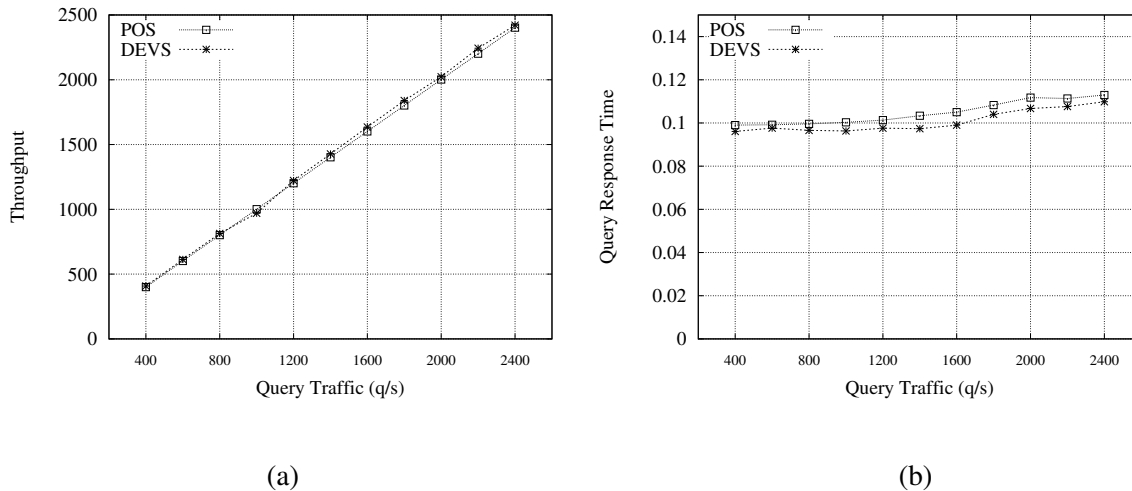 2500
2000
1500
1000
500
0
Throughput
POS
DEVS
400 800 1200 1600 2000 2400
Query Traffic (q/s)
(a)
0.14
0.12
0.1
0.08
0.06
0.04
0.02
0
Query Response Time
POS
DEVS
400 800 1200 1600 2000 2400
Query Traffic (q/s)
(b)